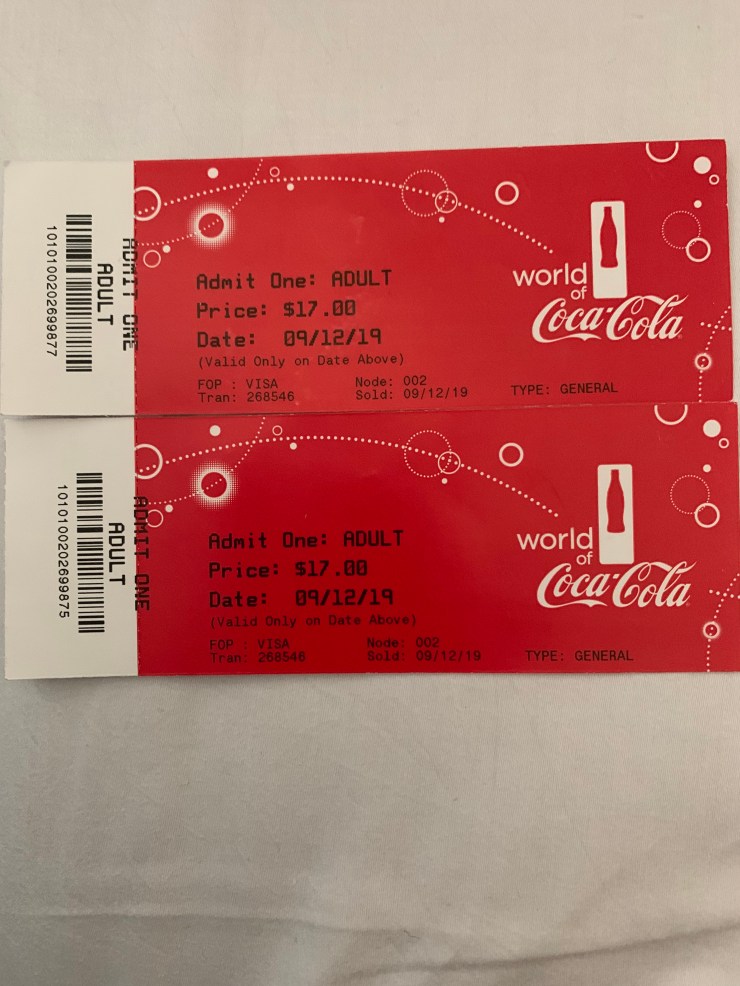 ADMIT ONE
ADULT
1010100202699877
Admit One: ADULT
Price: $17.00
Date: 09/12/19
(Valid Only on Date Above)
FOP : VISA Node: 002
Tran: 268546 Sold: 09/12/19
TYPE: GENERAL
world
of
Coca-Cola
ADMIT ONE
ADULT
1010100202699875
Admit One: ADULT
Price: $17.00
Date: 09/12/19
(Valid Only on Date Above)
FOP : VISA Node: 002
Tran: 268546 Sold: 09/12/19
TYPE: GENERAL
world
of
Coca-Cola